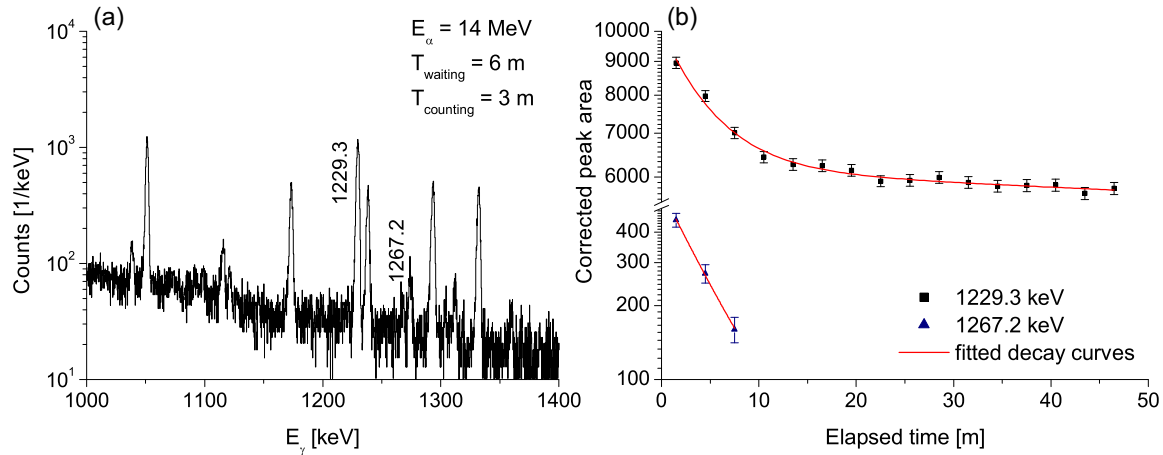 (a)
E_α = 14 MeV
T_waiting = 6 m
T_counting = 3 m
10^4
10^3
10^2
10^1
Counts [1/keV]
1229.3
1267.2
1000 1100 1200 1300 1400
E_γ [keV]
(b)
9000
8000
7000
6000
400
300
200
100
Corrected peak area
1229.3 keV
1267.2 keV
fitted decay curves
0 10 20 30 40 50
Elapsed time [m]